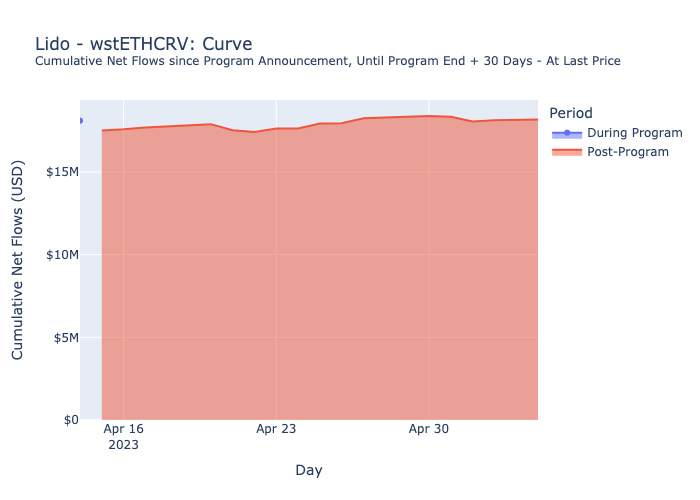 Lido - wstETHCRV: Curve
Cumulative Net Flows since Program Announcement, Until Program End + 30 Days - At Last Price
Period
During Program
Post-Program
Cumulative Net Flows (USD)
$15M
$10M
$5M
$0
Apr 16
2023
Apr 23
Apr 30
Day